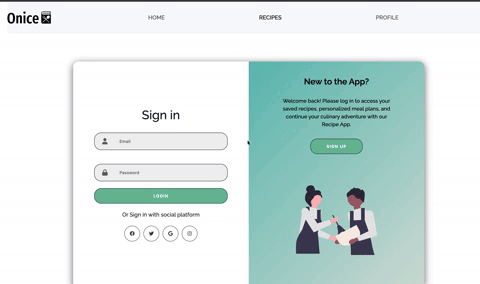 Onice
HOME
RECIPES
PROFILE
Sign in
Email
Password
LOGIN
Or Sign in with social platform
New to the App?
Welcome back! Please log in to access your
saved recipes, personalized meal plans, and
continue your culinary adventure with our
Recipe App.
SIGN UP